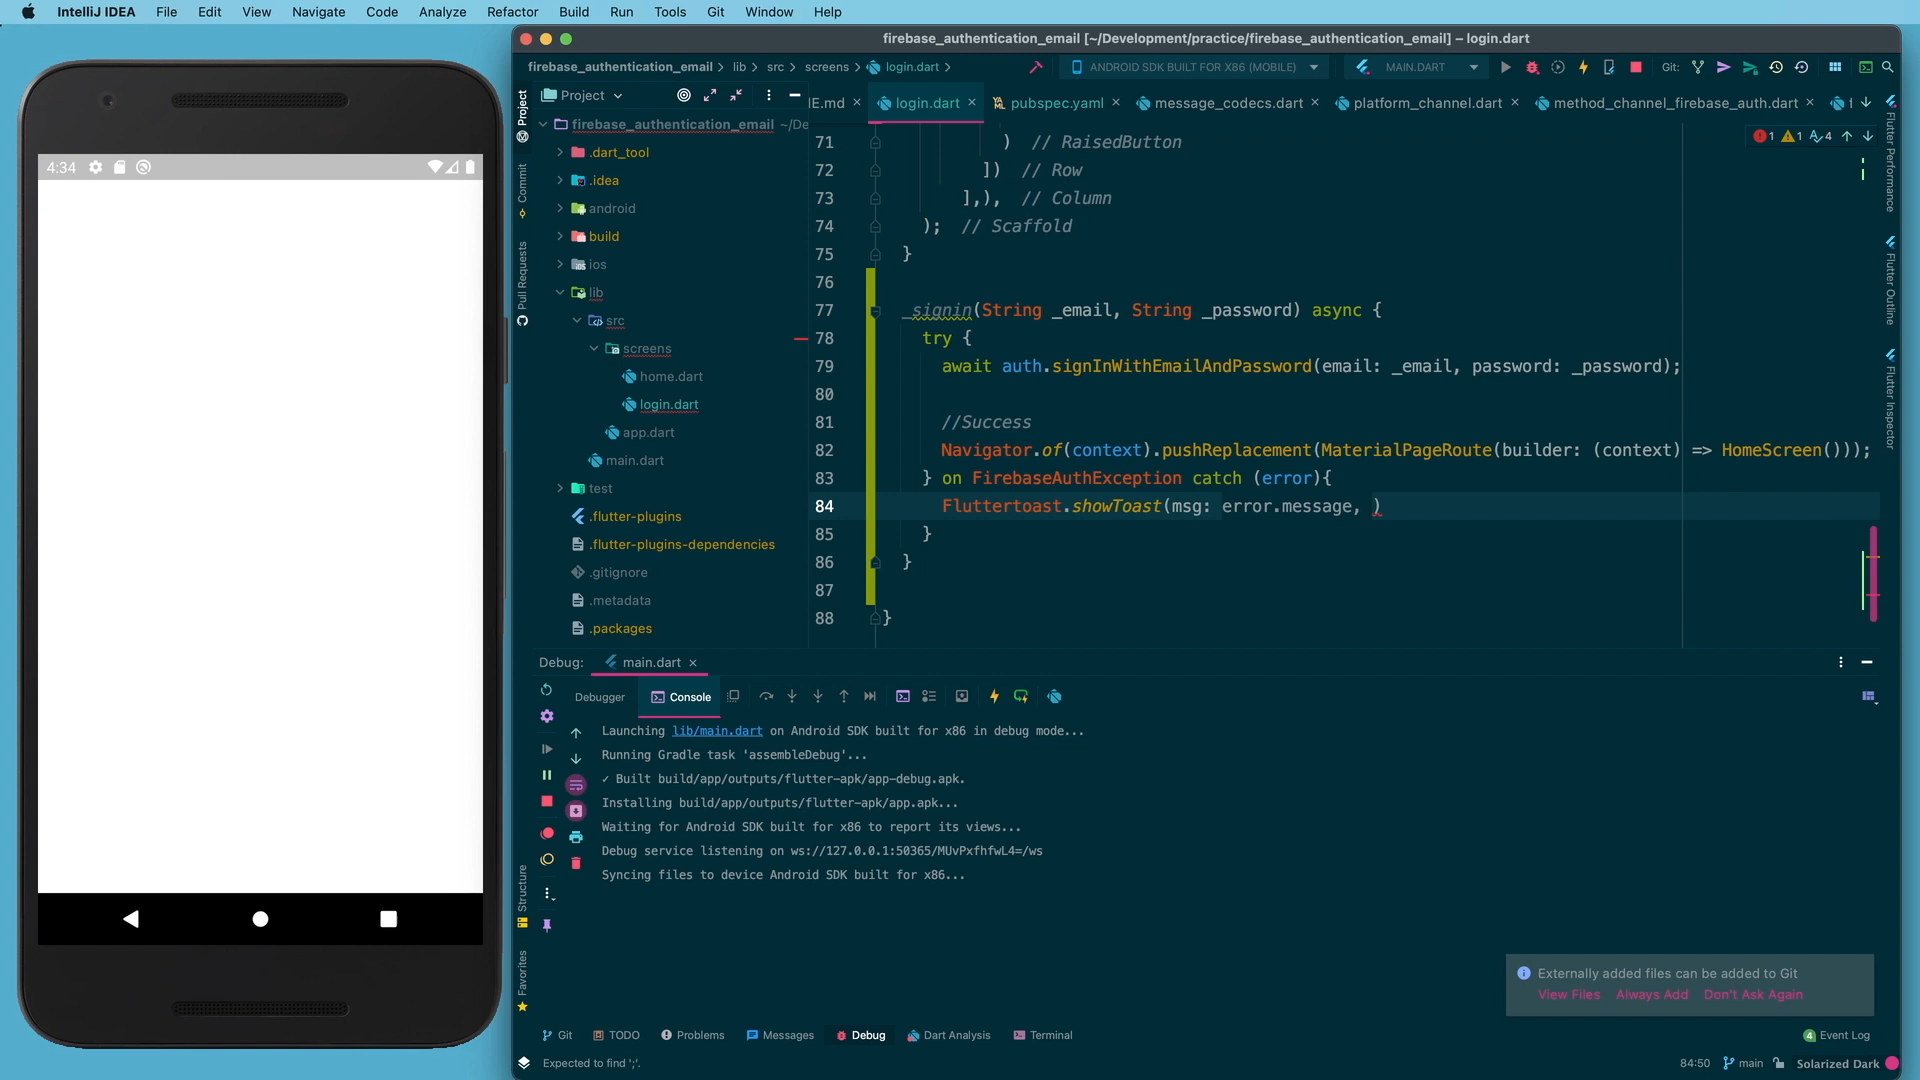 IntelliJ IDEA File Edit View Navigate Code Analyze Refactor Build Run Tools Git Window Help
firebase_authentication_email [~/Development/practice/firebase_authentication_email] – login.dart
firebase_authentication_email lib src screens login.dart
ANDROID SDK BUILT FOR X86 (MOBILE) MAIN.DART Git:
Project
IE.md login.dart pubspec.yaml message_codecs.dart platform_channel.dart method_channel_firebase_auth.dart f
4:34
Project
Commit
Pull Requests
Structure
Favorites
firebase_authentication_email ~/De
.dart_tool
.idea
android
build
ios
lib
src
screens
home.dart
login.dart
app.dart
main.dart
test
.flutter-plugins
.flutter-plugins-dependencies
.gitignore
.metadata
.packages
1 1 4
71 ) // RaisedButton
72 ]) // Row
73 ],), // Column
74 ); // Scaffold
75 }
76
77 _signin(String _email, String _password) async {
78 try {
79 await auth.signInWithEmailAndPassword(email: _email, password: _password);
80
81 //Success
82 Navigator.of(context).pushReplacement(MaterialPageRoute(builder: (context) => HomeScreen()));
83 } on FirebaseAuthException catch (error){
84 Fluttertoast.showToast(msg: error.message, )
85 }
86 }
87
88 }
Flutter Performance
Flutter Outline
Flutter Inspector
Debug: main.dart
Debugger Console
Launching lib/main.dart on Android SDK built for x86 in debug mode...
Running Gradle task 'assembleDebug'...
✓ Built build/app/outputs/flutter-apk/app-debug.apk.
Installing build/app/outputs/flutter-apk/app.apk...
Waiting for Android SDK built for x86 to report its views...
Debug service listening on ws://127.0.0.1:50365/MUvPxfhfwL4=/ws
Syncing files to device Android SDK built for x86...
Externally added files can be added to Git
View Files Always Add Don't Ask Again
Git TODO Problems Messages Debug Dart Analysis Terminal 4 Event Log
Expected to find ';'. 84:50 main Solarized Dark